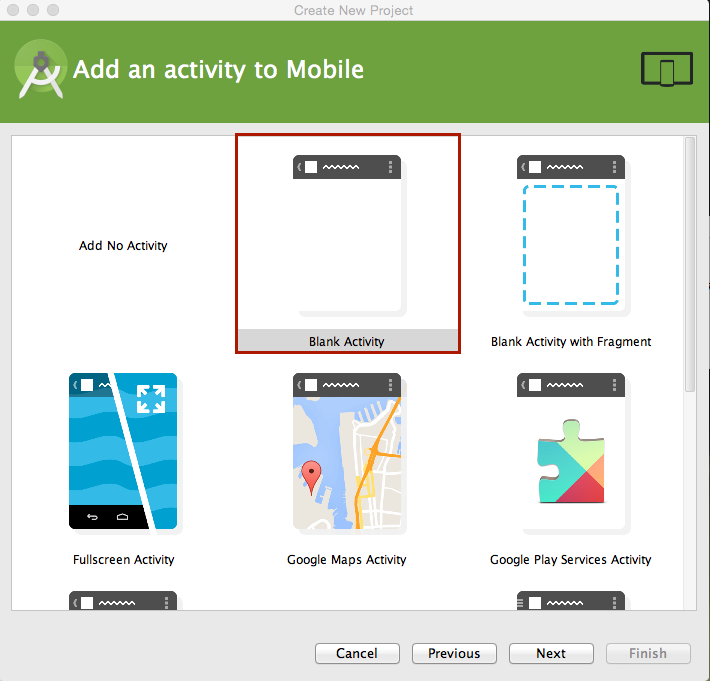 Create New Project
Add an activity to Mobile
Add No Activity
Blank Activity
Blank Activity with Fragment
Fullscreen Activity
Google Maps Activity
Google Play Services Activity
Cancel
Previous
Next
Finish